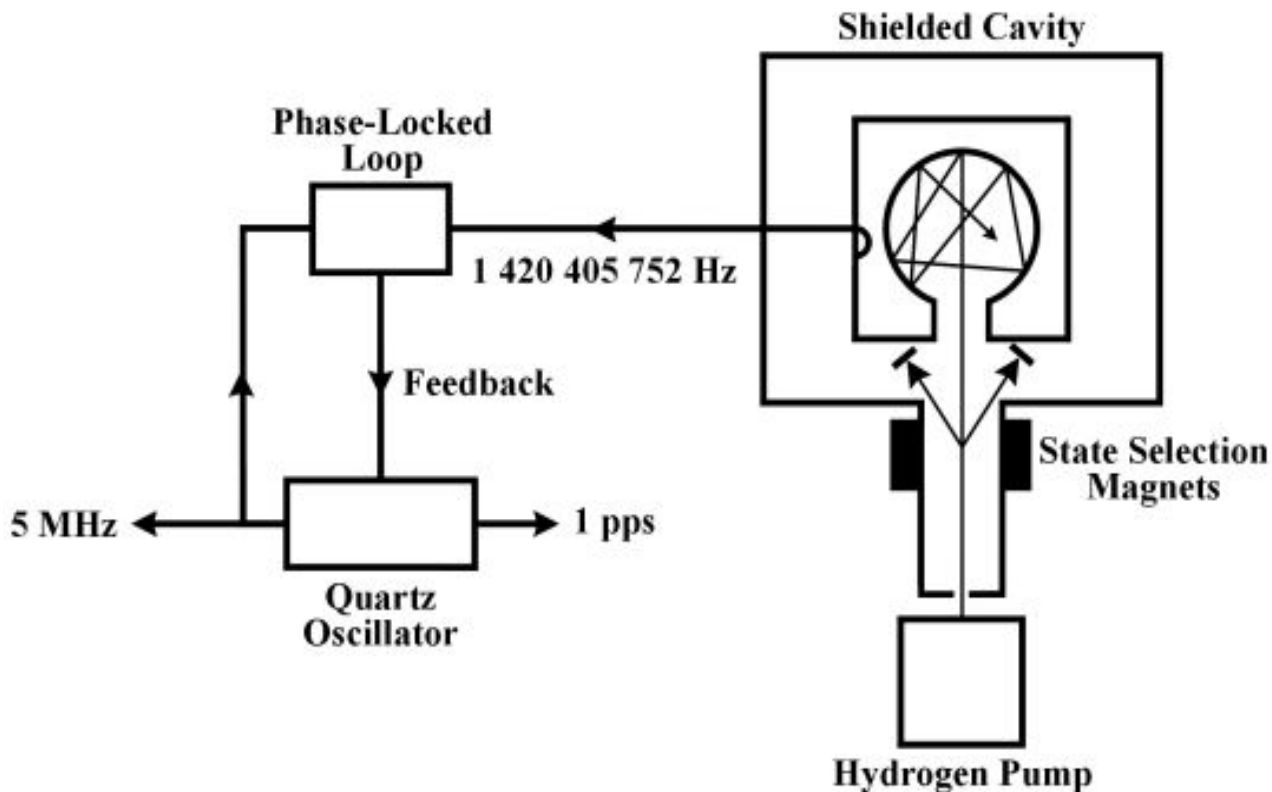 Shielded Cavity
Phase-Locked
Loop
1 420 405 752 Hz
Feedback
State Selection
Magnets
5 MHz
1 pps
Quartz
Oscillator
Hydrogen Pump